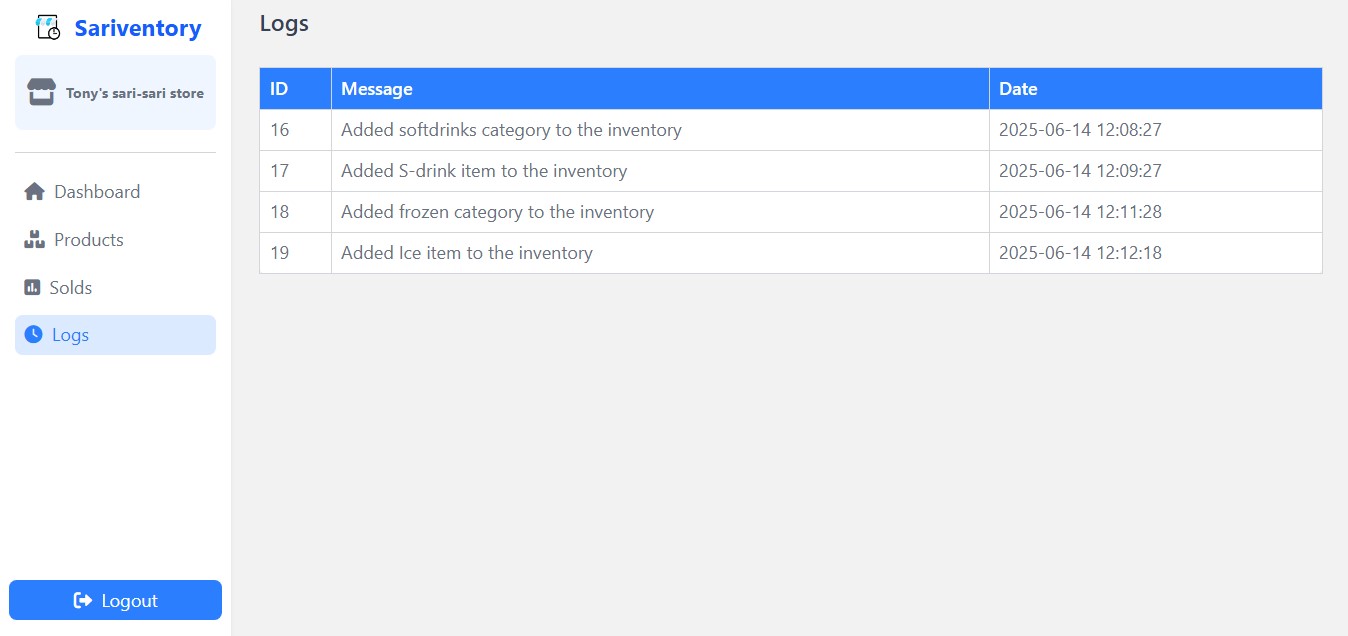 Sariventory
Tony's sari-sari store
Dashboard
Products
Solds
Logs
Logout
Logs
ID Message Date
16 Added softdrinks category to the inventory 2025-06-14 12:08:27
17 Added S-drink item to the inventory 2025-06-14 12:09:27
18 Added frozen category to the inventory 2025-06-14 12:11:28
19 Added Ice item to the inventory 2025-06-14 12:12:18